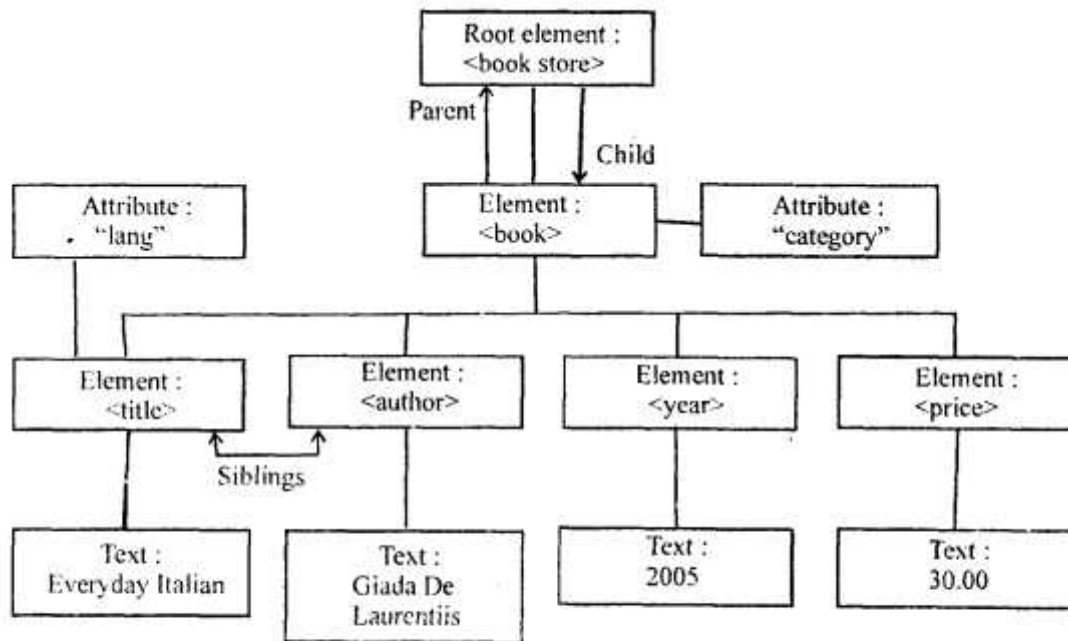 Root element :
<book store>
Parent
Child
Attribute :
"lang"
Element :
<book>
Attribute :
"category"
Element :
<title>
Element :
<author>
Element :
<year>
Element :
<price>
Siblings
Text :
Everyday Italian
Text :
Giada De
Laurentiis
Text :
2005
Text :
30.00